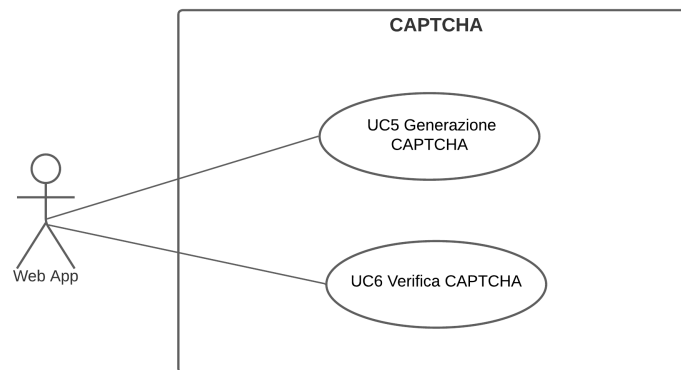 CAPTCHA
UC5 Generazione
CAPTCHA
Web App
UC6 Verifica CAPTCHA